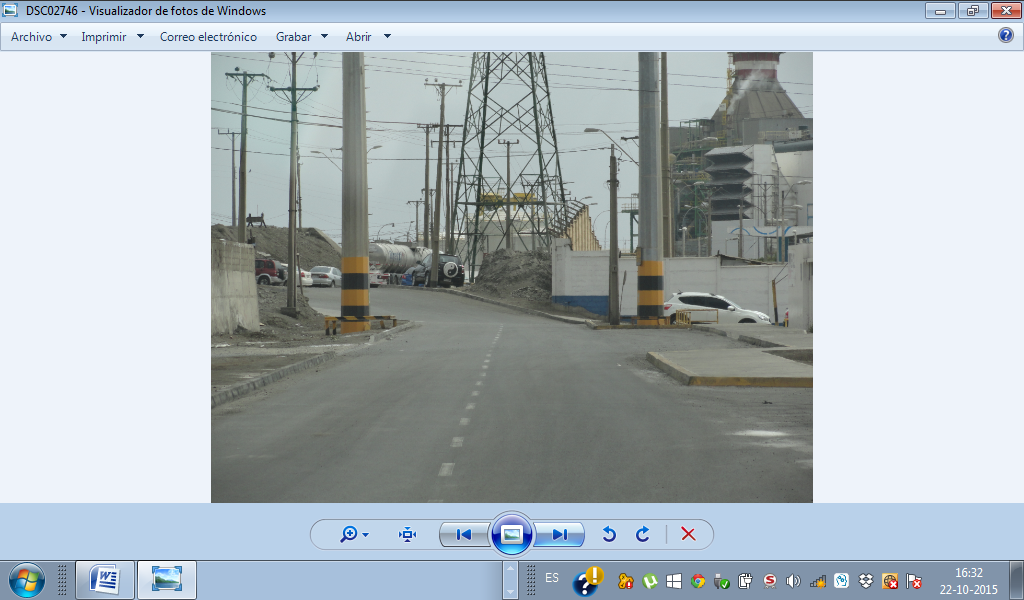 DSC02746 - Visualizador de fotos de Windows
Archivo Imprimir Correo electrónico Grabar Abrir
ES
16:32
22-10-2015